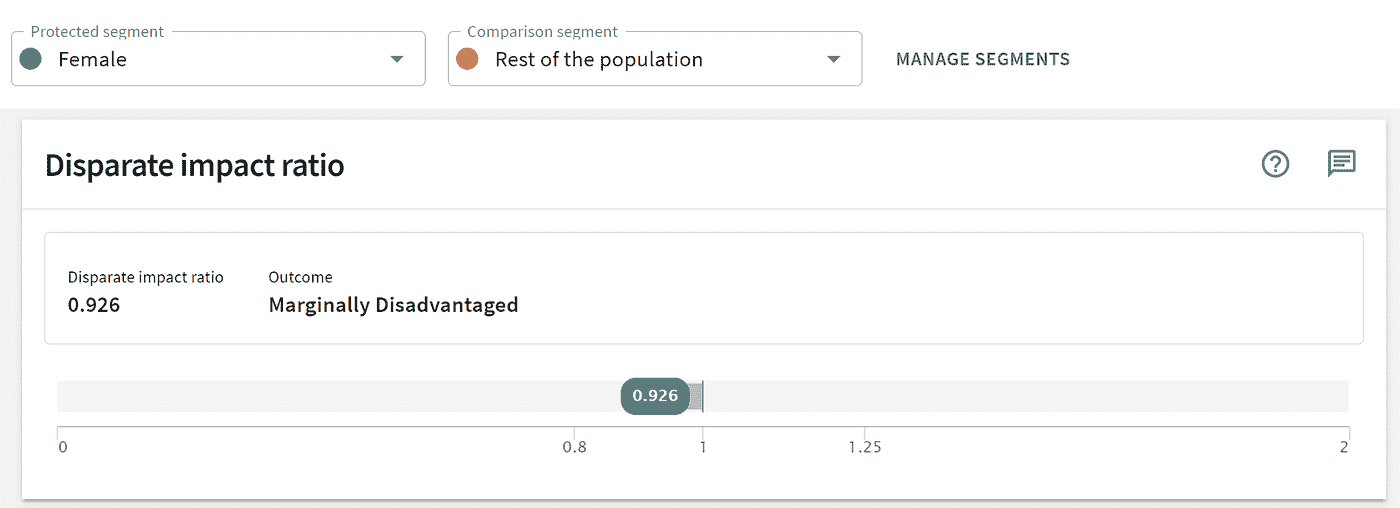 Protected segment
Comparison segment
Female
Rest of the population
MANAGE SEGMENTS
Disparate impact ratio
Disparate impact ratio
Outcome
0.926
Marginally Disadvantaged
0.926
0
0.8
1
1.25
2